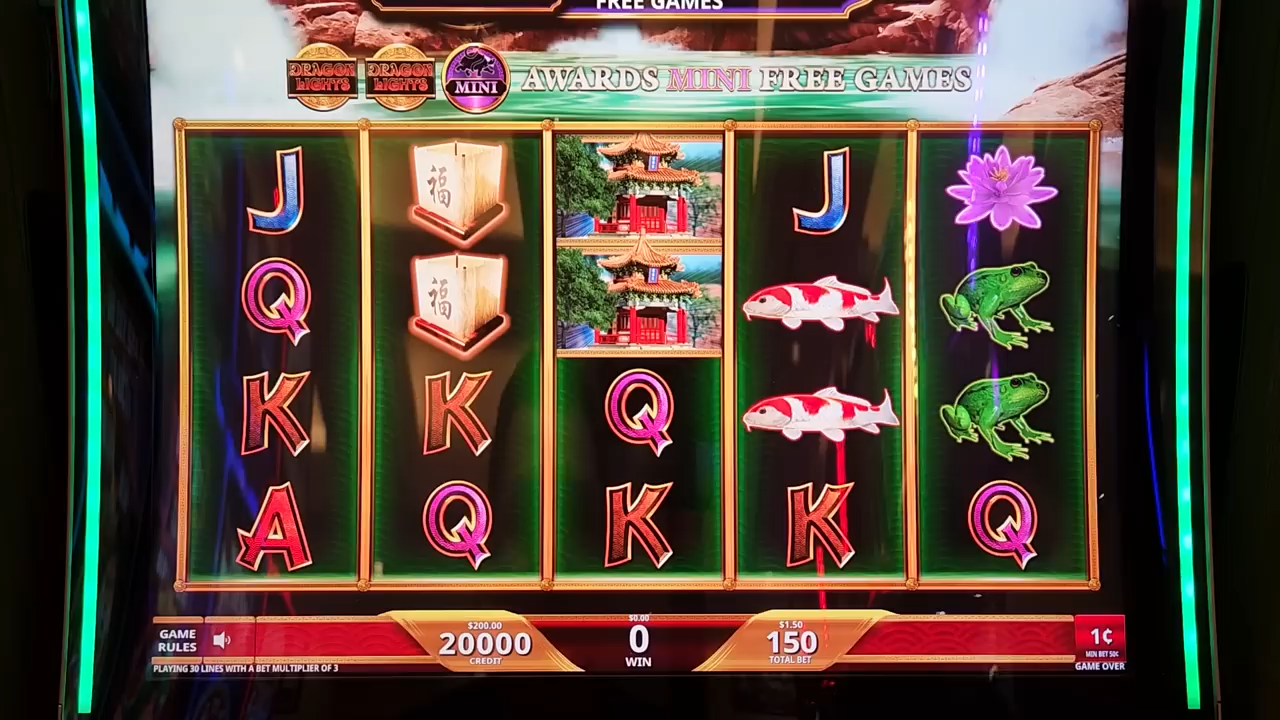 FREE GAMES
DRAGON LIGHTS DRAGON LIGHTS MINI AWARDS MINI FREE GAMES
J 福 J
Q 福 Q
K K Q
A Q K K Q
GAME RULES
$200.00
20000
CREDIT
$0.00
0
WIN
$1.50
150
TOTAL BET
1¢
MIN BET 50¢
GAME OVER
PLAYING 30 LINES WITH A BET MULTIPLIER OF 3